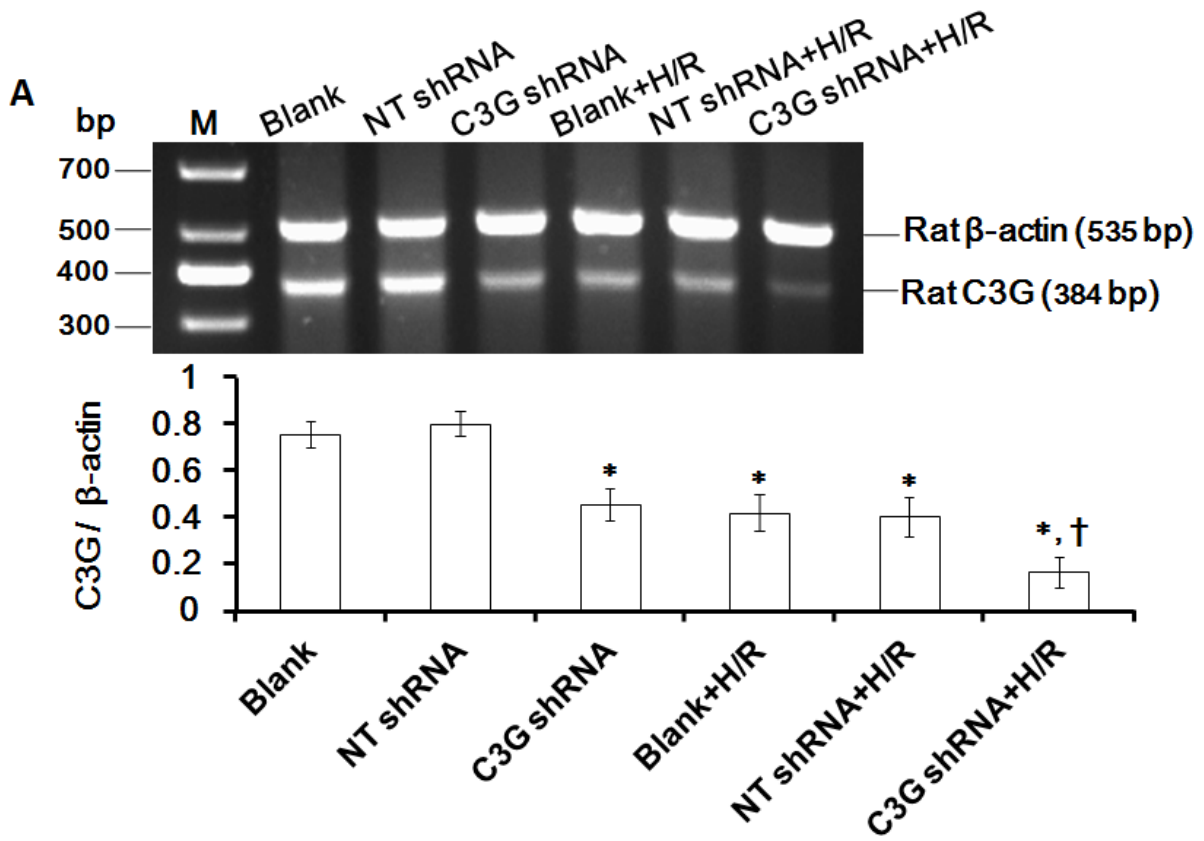 A
bp
M
Blank
NT shRNA
C3G shRNA
Blank+H/R
NT shRNA+H/R
C3G shRNA+H/R
700
500
400
300
Rat β-actin (535 bp)
Rat C3G (384 bp)
C3G / β-actin
1
0.8
0.6
0.4
0.2
0
*
*
*
*, †
Blank
NT shRNA
C3G shRNA
Blank+H/R
NT shRNA+H/R
C3G shRNA+H/R